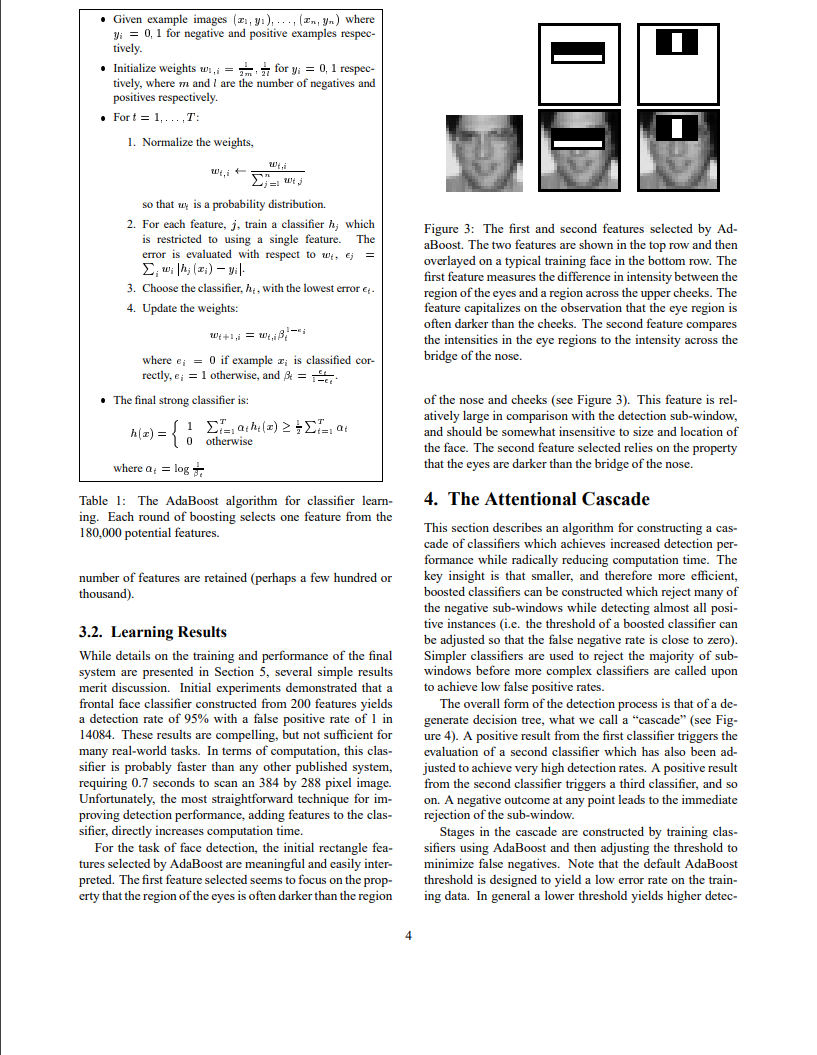 • Given example images (x₁, y₁), . . . , (xₙ, yₙ) where
yᵢ = 0, 1 for negative and positive examples respec-
tively.
• Initialize weights w₁,ᵢ = 1/2m, 1/2l for yᵢ = 0, 1 respec-
tively, where m and l are the number of negatives and
positives respectively.
• For t = 1, . . . , T:
1. Normalize the weights,
wₜ,ᵢ ← wₜ,ᵢ / ∑ⁿⱼ₌₁ wₜ,ⱼ
so that wₜ is a probability distribution.
2. For each feature, j, train a classifier hⱼ which
is restricted to using a single feature. The
error is evaluated with respect to wₜ, ϵⱼ =
∑ᵢ wᵢ |hⱼ(xᵢ) − yᵢ|.
3. Choose the classifier, hₜ, with the lowest error ϵₜ.
4. Update the weights:
wₜ₊₁,ᵢ = wₜ,ᵢ βₜ^(1−eᵢ)
where eᵢ = 0 if example xᵢ is classified cor-
rectly, eᵢ = 1 otherwise, and βₜ = ϵₜ/(1−ϵₜ).
• The final strong classifier is:
h(x) = { 1 ∑ᵀₜ₌₁ αₜhₜ(x) ≥ ½ ∑ᵀₜ₌₁ αₜ
0 otherwise
where αₜ = log 1/βₜ
Table 1: The AdaBoost algorithm for classifier learn-
ing. Each round of boosting selects one feature from the
180,000 potential features.
number of features are retained (perhaps a few hundred or
thousand).
3.2. Learning Results
While details on the training and performance of the final
system are presented in Section 5, several simple results
merit discussion. Initial experiments demonstrated that a
frontal face classifier constructed from 200 features yields
a detection rate of 95% with a false positive rate of 1 in
14084. These results are compelling, but not sufficient for
many real-world tasks. In terms of computation, this clas-
sifier is probably faster than any other published system,
requiring 0.7 seconds to scan an 384 by 288 pixel image.
Unfortunately, the most straightforward technique for im-
proving detection performance, adding features to the clas-
sifier, directly increases computation time.
For the task of face detection, the initial rectangle fea-
tures selected by AdaBoost are meaningful and easily inter-
preted. The first feature selected seems to focus on the prop-
erty that the region of the eyes is often darker than the region
Figure 3: The first and second features selected by Ad-
aBoost. The two features are shown in the top row and then
overlayed on a typical training face in the bottom row. The
first feature measures the difference in intensity between the
region of the eyes and a region across the upper cheeks. The
feature capitalizes on the observation that the eye region is
often darker than the cheeks. The second feature compares
the intensities in the eye regions to the intensity across the
bridge of the nose.
of the nose and cheeks (see Figure 3). This feature is rel-
atively large in comparison with the detection sub-window,
and should be somewhat insensitive to size and location of
the face. The second feature selected relies on the property
that the eyes are darker than the bridge of the nose.
4. The Attentional Cascade
This section describes an algorithm for constructing a cas-
cade of classifiers which achieves increased detection per-
formance while radically reducing computation time. The
key insight is that smaller, and therefore more efficient,
boosted classifiers can be constructed which reject many of
the negative sub-windows while detecting almost all posi-
tive instances (i.e. the threshold of a boosted classifier can
be adjusted so that the false negative rate is close to zero).
Simpler classifiers are used to reject the majority of sub-
windows before more complex classifiers are called upon
to achieve low false positive rates.
The overall form of the detection process is that of a de-
generate decision tree, what we call a “cascade” (see Fig-
ure 4). A positive result from the first classifier triggers the
evaluation of a second classifier which has also been ad-
justed to achieve very high detection rates. A positive result
from the second classifier triggers a third classifier, and so
on. A negative outcome at any point leads to the immediate
rejection of the sub-window.
Stages in the cascade are constructed by training clas-
sifiers using AdaBoost and then adjusting the threshold to
minimize false negatives. Note that the default AdaBoost
threshold is designed to yield a low error rate on the train-
ing data. In general a lower threshold yields higher detec-
4